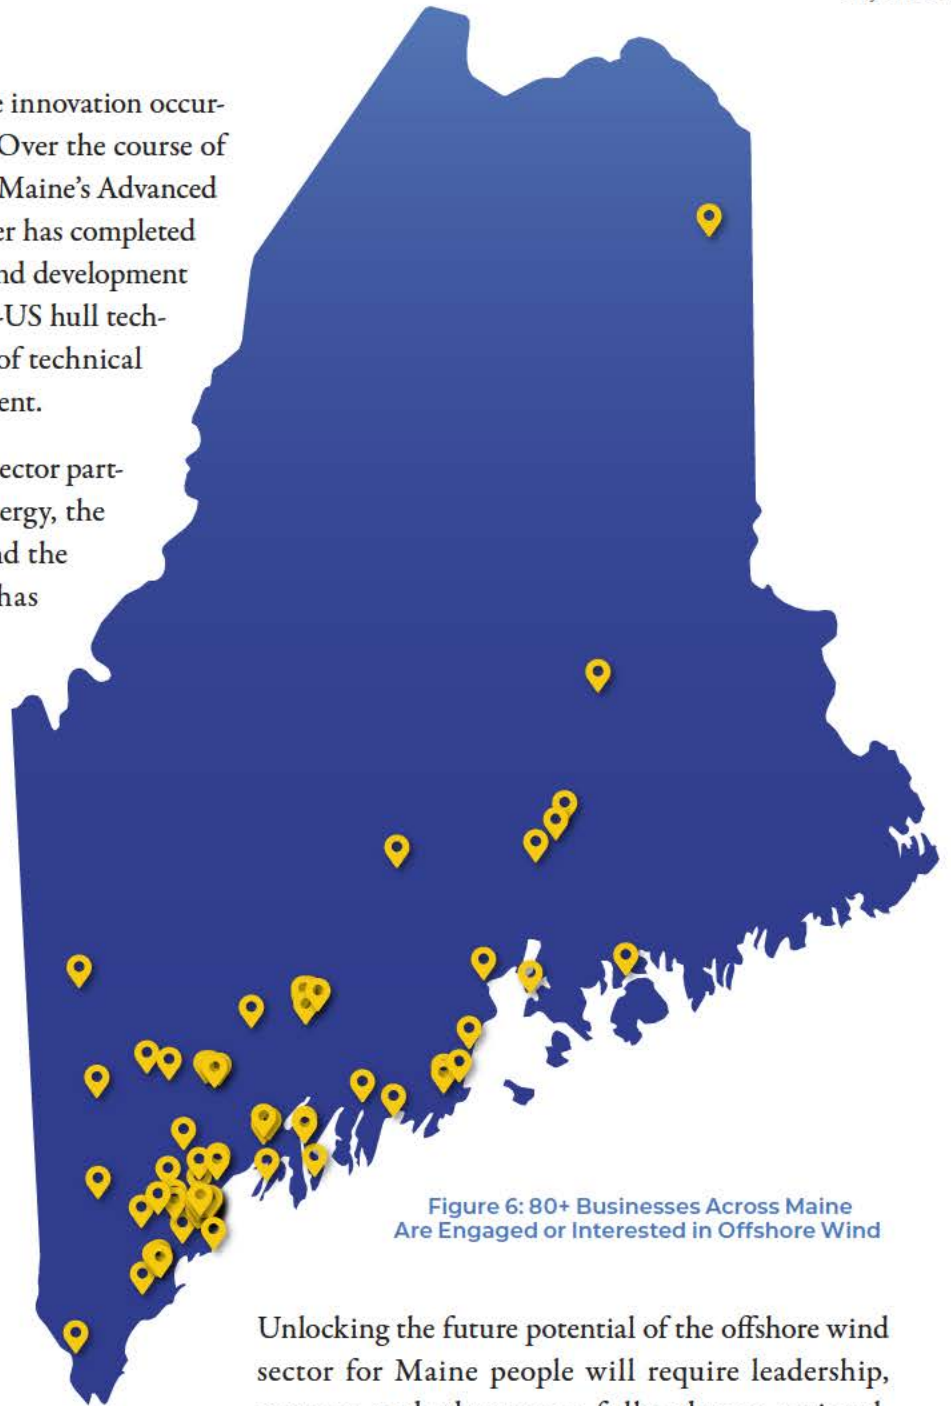 e innovation occur-
Over the course of
Maine's Advanced
er has completed
nd development
-US hull tech-
of technical
ent.
ector part-
ergy, the
nd the
has
Figure 6: 80+ Businesses Across Maine
Are Engaged or Interested in Offshore Wind
Unlocking the future potential of the offshore wind
sector for Maine people will require leadership,